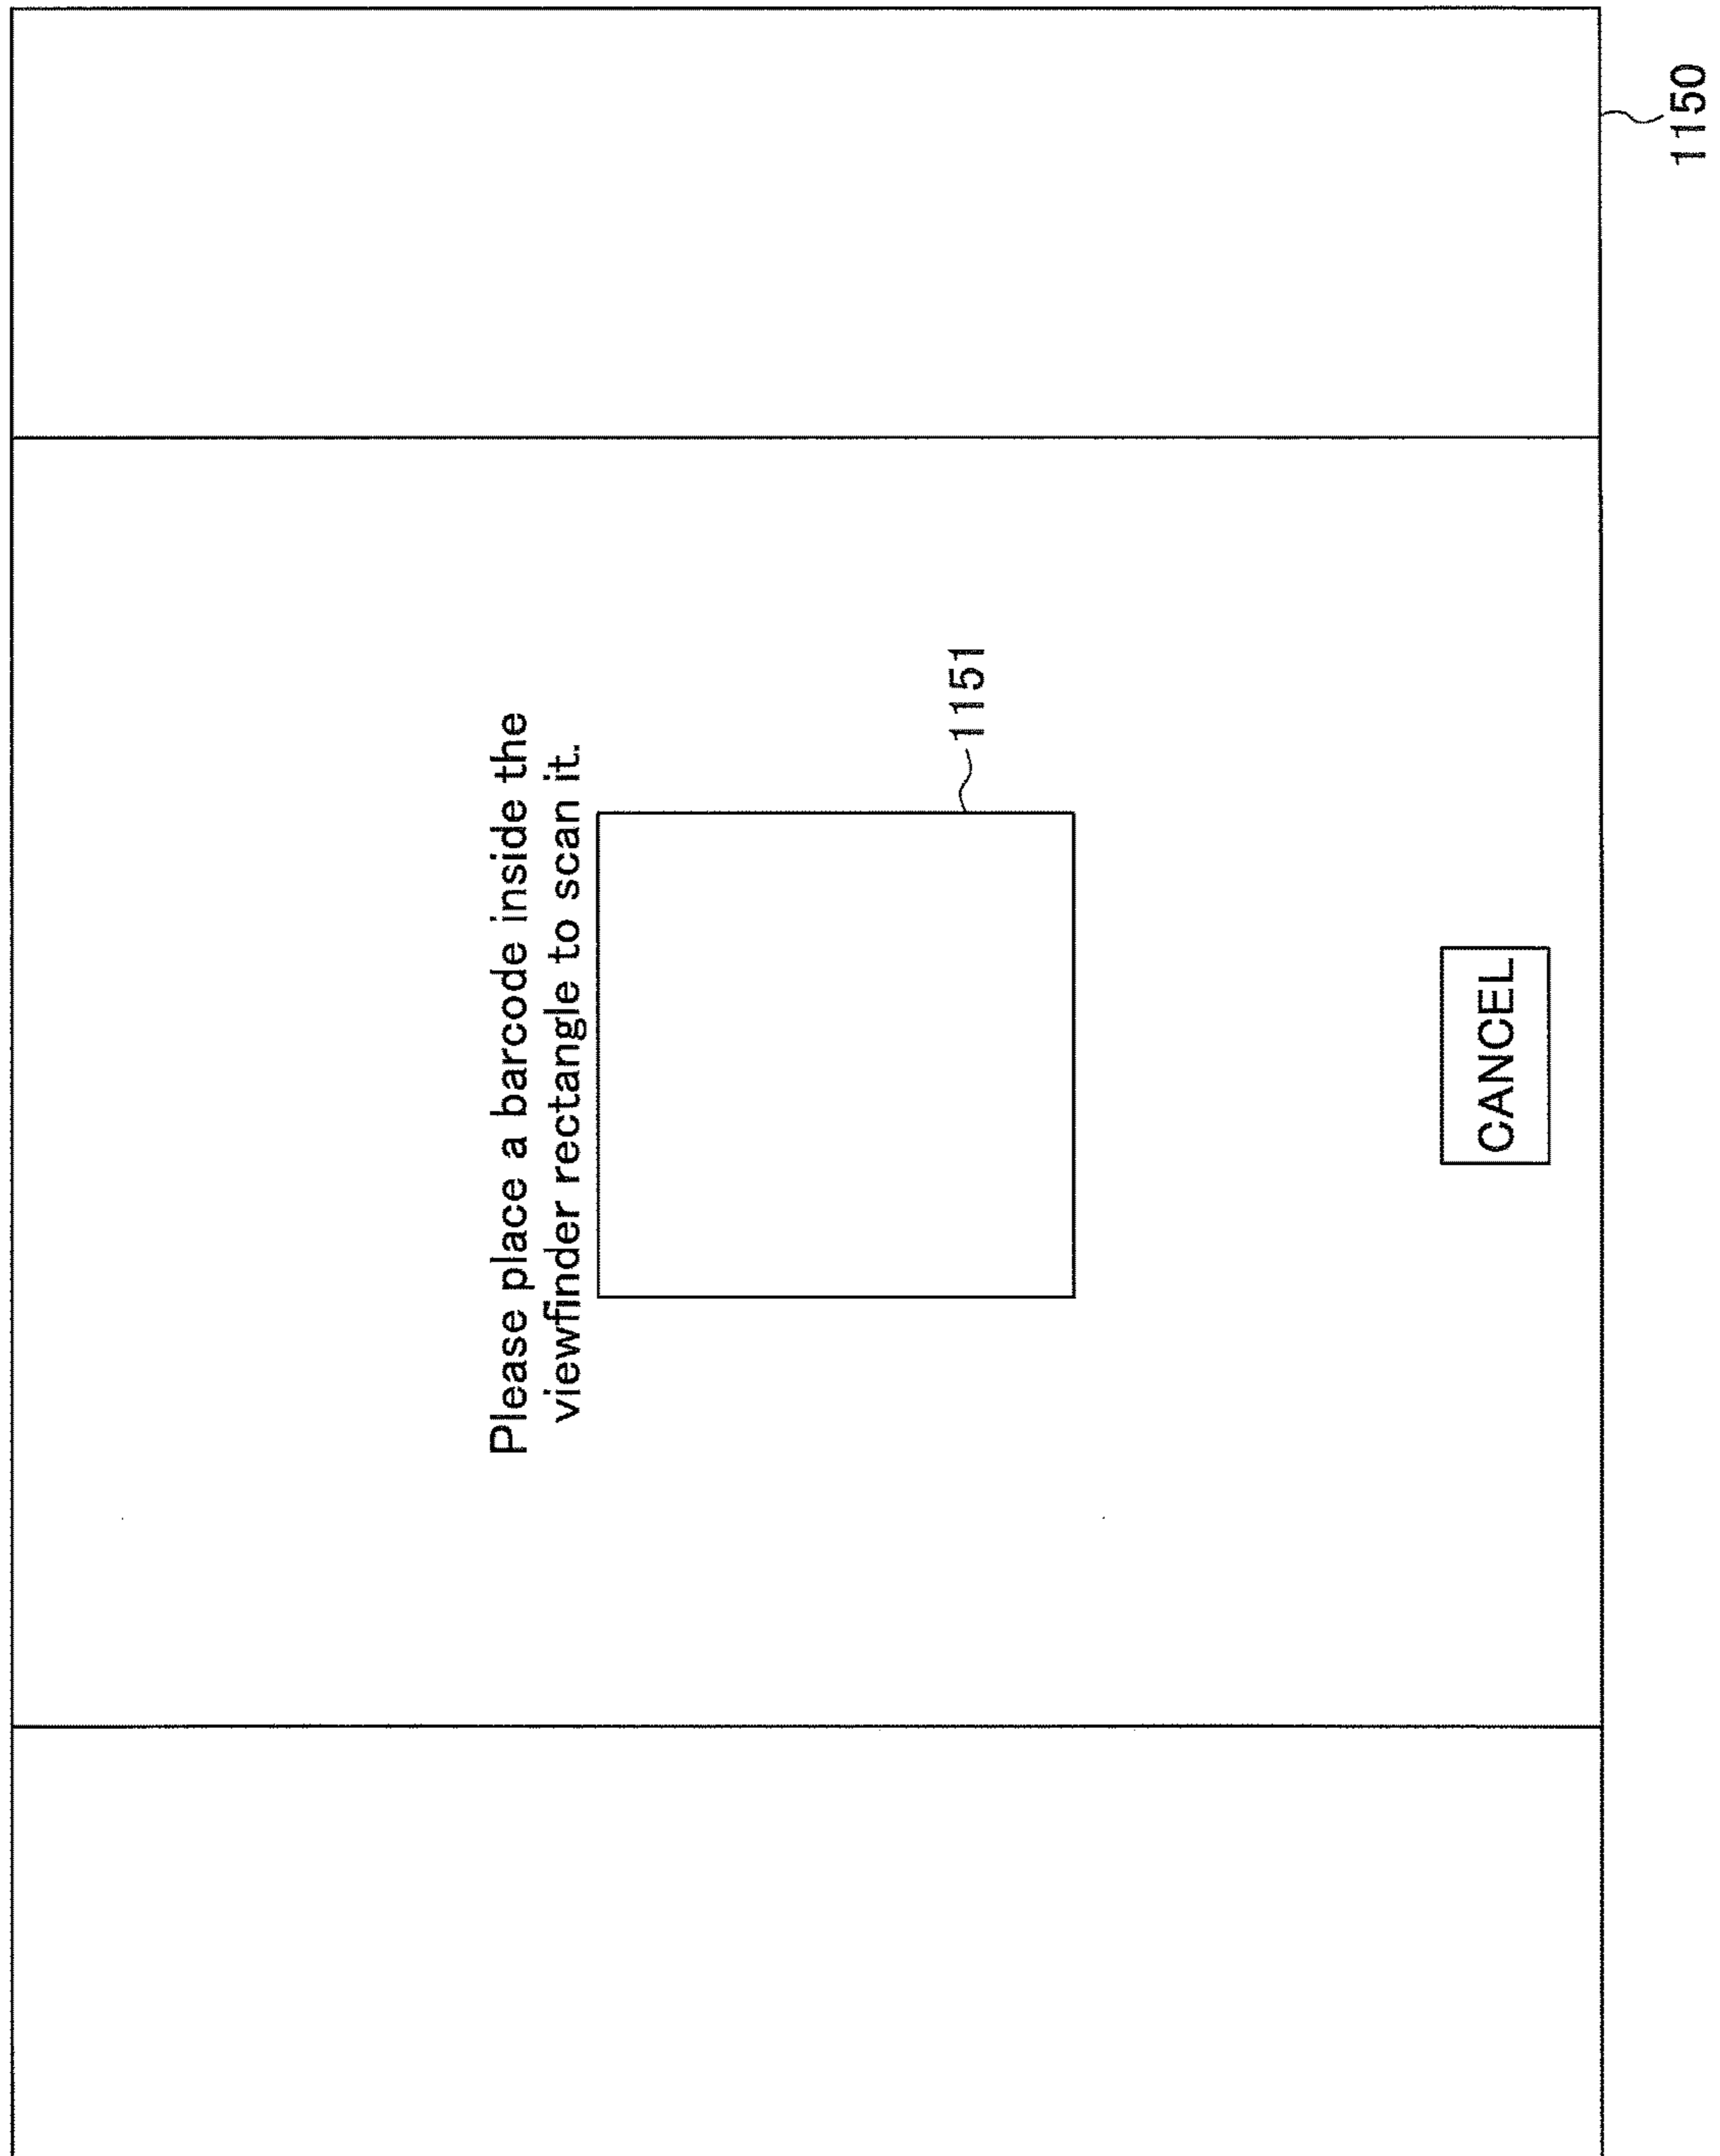 Please place a barcode inside the
viewfinder rectangle to scan it.
1151
CANCEL
1150